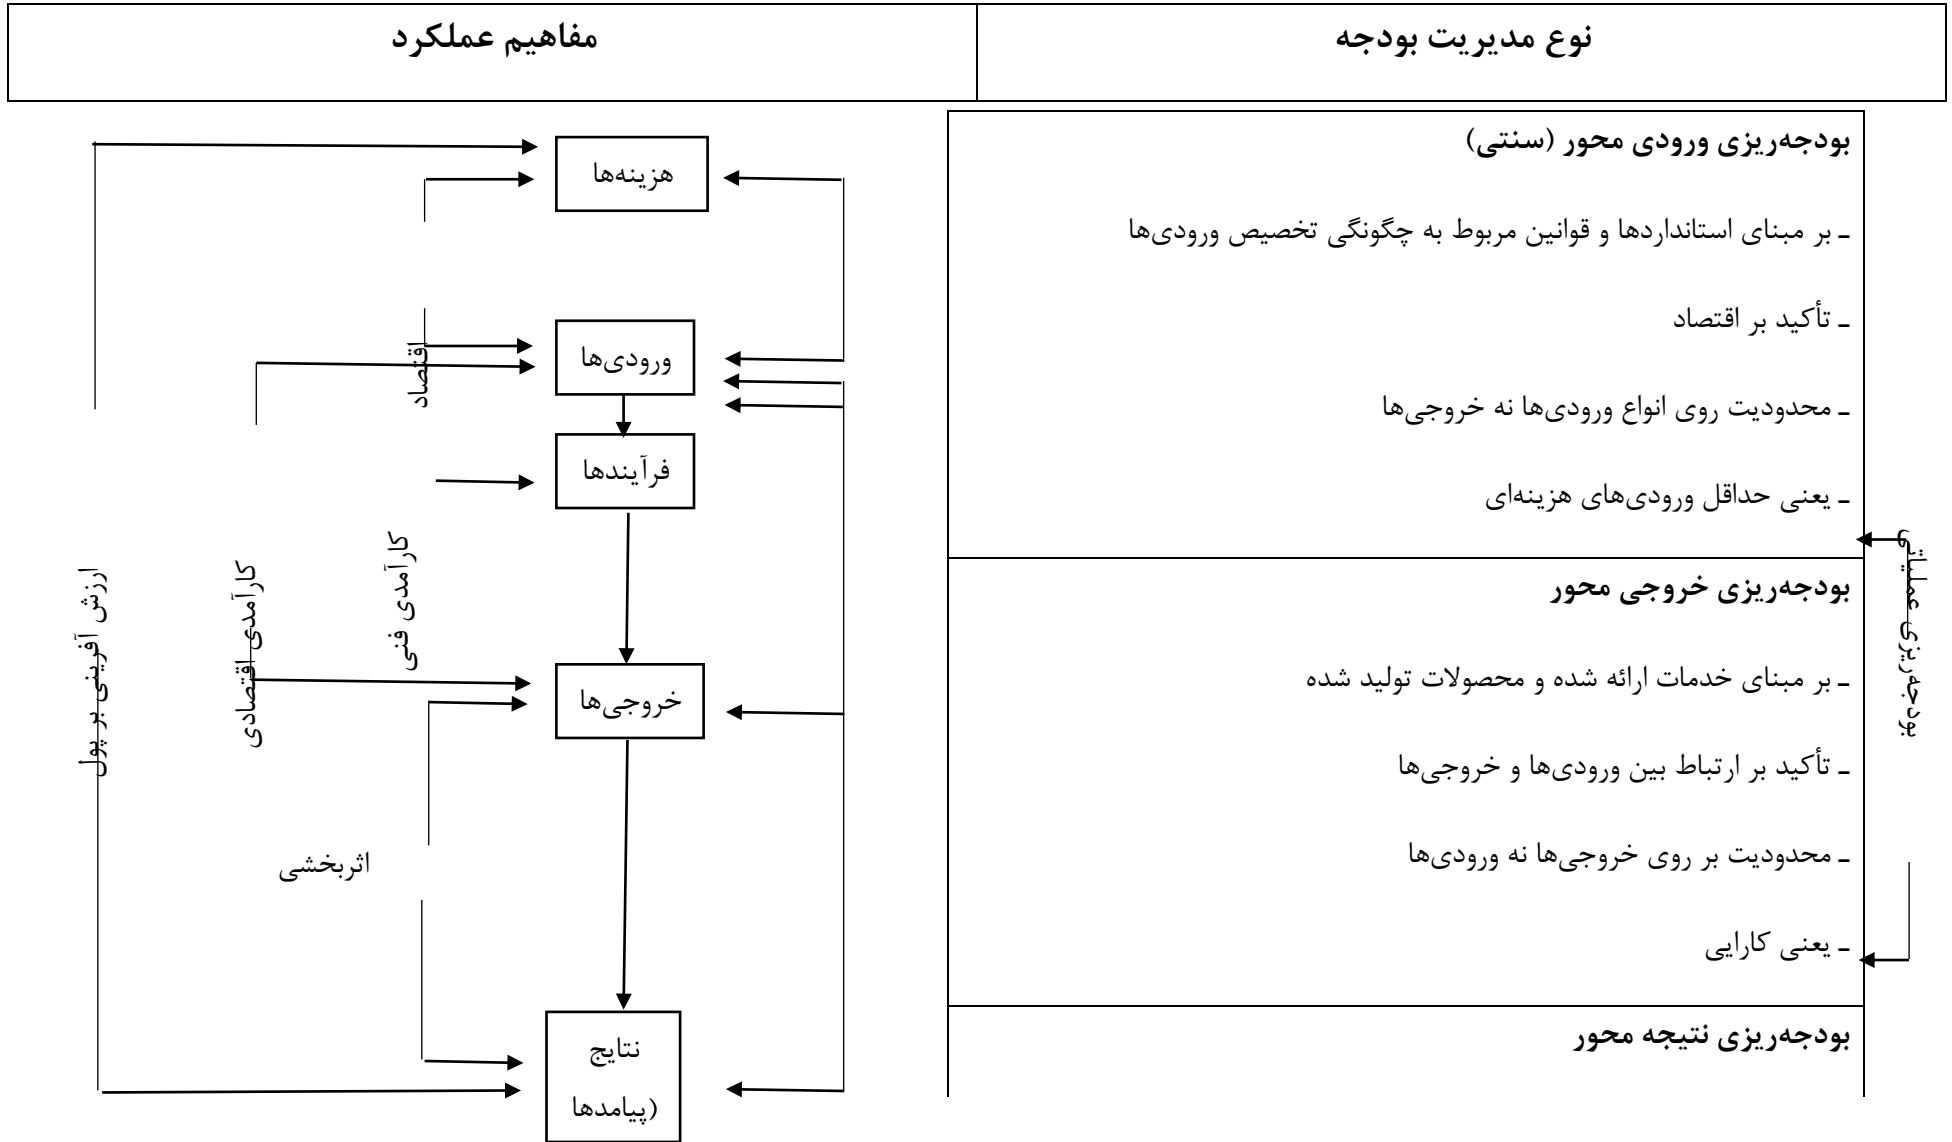 نوع مدیریت بودجه
مفاهیم عملکرد
بودجه‌ریزی ورودی محور (سنتی)
ـ بر مبنای استانداردها و قوانین مربوط به چگونگی تخصیص ورودی‌ها
ـ تأکید بر اقتصاد
ـ محدودیت روی انواع ورودی‌ها نه خروجی‌ها
ـ یعنی حداقل ورودی‌های هزینه‌ای
بودجه‌ریزی خروجی محور
ـ بر مبنای خدمات ارائه شده و محصولات تولید شده
ـ تأکید بر ارتباط بین ورودی‌ها و خروجی‌ها
ـ محدودیت بر روی خروجی‌ها نه ورودی‌ها
ـ یعنی کارایی
بودجه‌ریزی نتیجه محور
بودجه‌ریزی عملیاتی
هزینه‌ها
ورودی‌ها
فرآیندها
خروجی‌ها
نتایج
(پیامدها
اقتصاد
کارآمدی فنی
کارآمدی اقتصادی
اثربخشی
ارزش آفرینی بر پول